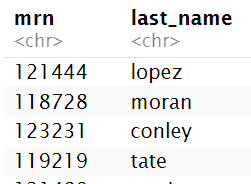 mrn last_name
<chr> <chr>
121444 lopez
118728 moran
123231 conley
119219 tate